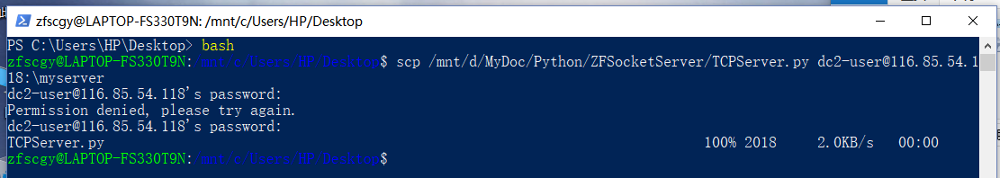 zfscgy@LAPTOP-FS330T9N: /mnt/c/Users/HP/Desktop
PS C:\Users\HP\Desktop> bash
zfscgy@LAPTOP-FS330T9N:/mnt/c/Users/HP/Desktop$ scp /mnt/d/MyDoc/Python/ZFSocketServer/TCPServer.py dc2-user@116.85.54.1
18:\myserver
dc2-user@116.85.54.118's password:
Permission denied, please try again.
dc2-user@116.85.54.118's password:
TCPServer.py 100% 2018 2.0KB/s 00:00
zfscgy@LAPTOP-FS330T9N:/mnt/c/Users/HP/Desktop$